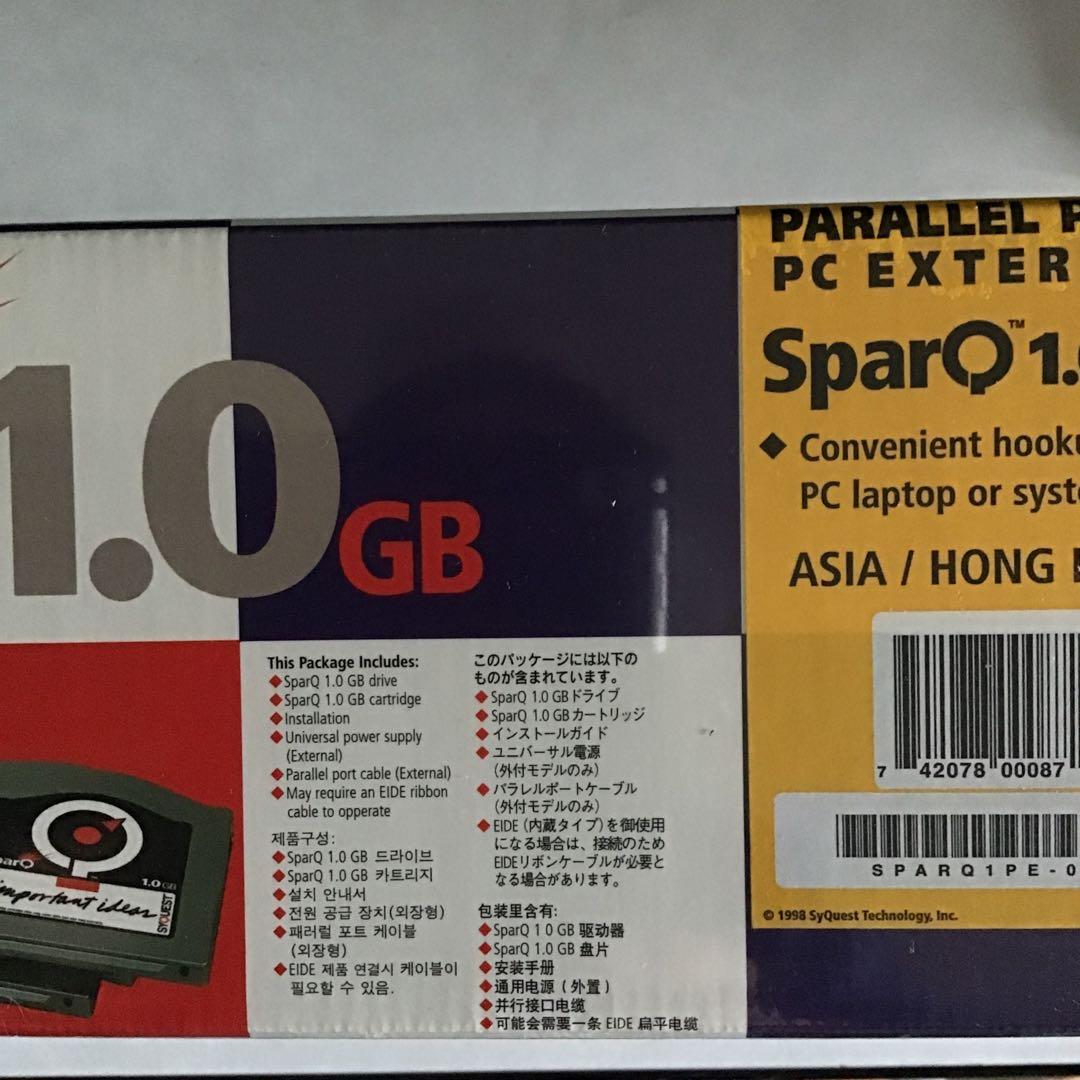 1.0
GB
This Package Includes:
◆SparQ 1.0 GB drive
◆SparQ 1.0 GB cartridge
◆Installation
◆Universal power supply
(External)
◆Parallel port cable (External)
◆May require an EIDE ribbon
cable to opperate
제품구성:
◆SparQ 1.0 GB 드라이브
◆SparQ 1.0 GB 카트리지
◆설치 안내서
◆전원 공급 장치(외장형)
◆패러럴 포트 케이블
(외장형)
◆EIDE 제품 연결시 케이블이
필요할 수 있음.
このパッケージには以下の
ものが含まれています。
◆SparQ 1.0 GBドライブ
◆SparQ 1.0 GBカートリッジ
◆インストールガイド
◆ユニバーサル電源
(外付モデルのみ)
◆パラレルポートケーブル
(外付モデルのみ)
◆EIDE (内蔵タイプ)を御使用
になる場合は、接続のため
EIDEリボンケーブルが必要と
なる場合があります。
包装里含有:
◆SparQ 1 0 GB 驱动器
◆SparQ 1.0 GB 盘片
◆安装手册
◆通用电源 ( 外置 )
◆并行接口电缆
◆可能会需要一条 EIDE 扁平电缆
PARALLEL P
PC EXTER
SparQ™ 1.
◆ Convenient hook
PC laptop or syst
ASIA / HONG
7 42078 00087
SPARQ1PE-0
© 1998 SyQuest Technology, Inc.
arQ
1.0 GB
important ideas
SYQUEST